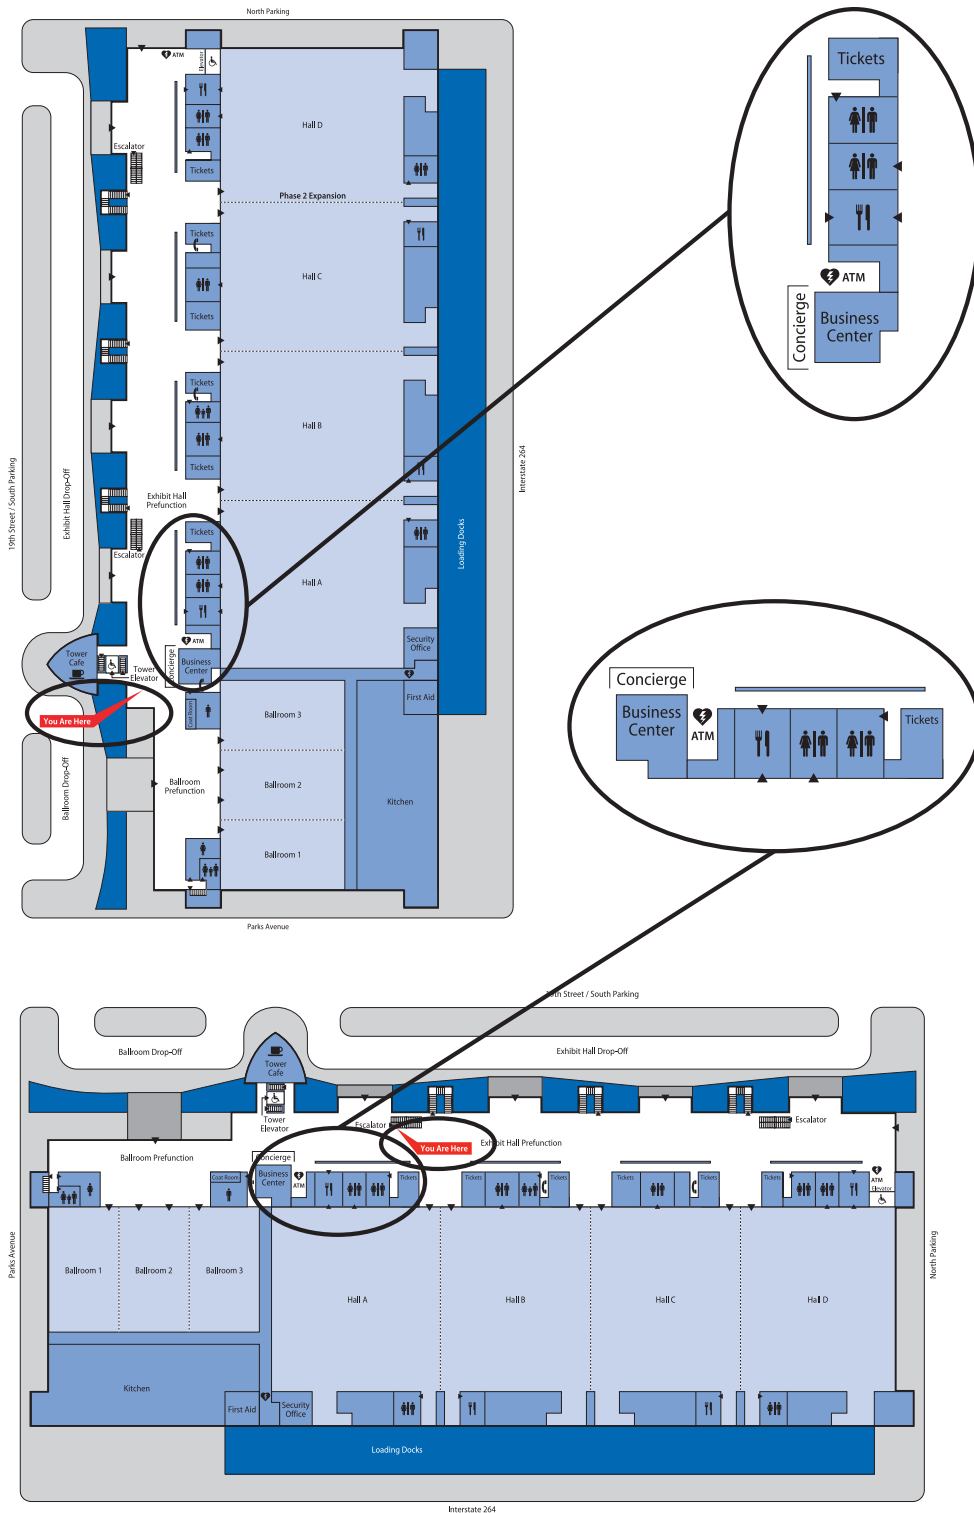 North Parking
ATM
Elevator
Hall D
Escalator
Tickets
Phase 2 Expansion
Tickets
Hall C
Tickets
Tickets
Hall B
Tickets
Exhibit Hall
Prefunction
Tickets
Escalator
Hall A
19th Street / South Parking
Exhibit Hall Drop-Off
Interstate 264
Loading Docks
ATM
Concierge
Business
Center
Security
Office
Tower
Cafe
Tower
Elevator
You Are Here
Coat Room
First Aid
Ballroom 3
Ballroom Drop-Off
Ballroom
Prefunction
Ballroom 2
Kitchen
Ballroom 1
Parks Avenue
Tickets
ATM
Concierge
Business
Center
Concierge
Business
Center
ATM
Tickets
19th Street / South Parking
Ballroom Drop-Off
Exhibit Hall Drop-Off
Tower
Cafe
Tower
Elevator
Escalator
Escalator
You Are Here
Exhibit Hall Prefunction
Ballroom Prefunction
Concierge
Coat Room
Business
Center
ATM
Tickets
Tickets
Tickets
Tickets
Tickets
Tickets
ATM
Elevator
Parks Avenue
North Parking
Ballroom 1
Ballroom 2
Ballroom 3
Hall A
Hall B
Hall C
Hall D
Kitchen
First Aid
Security
Office
Loading Docks
Interstate 264